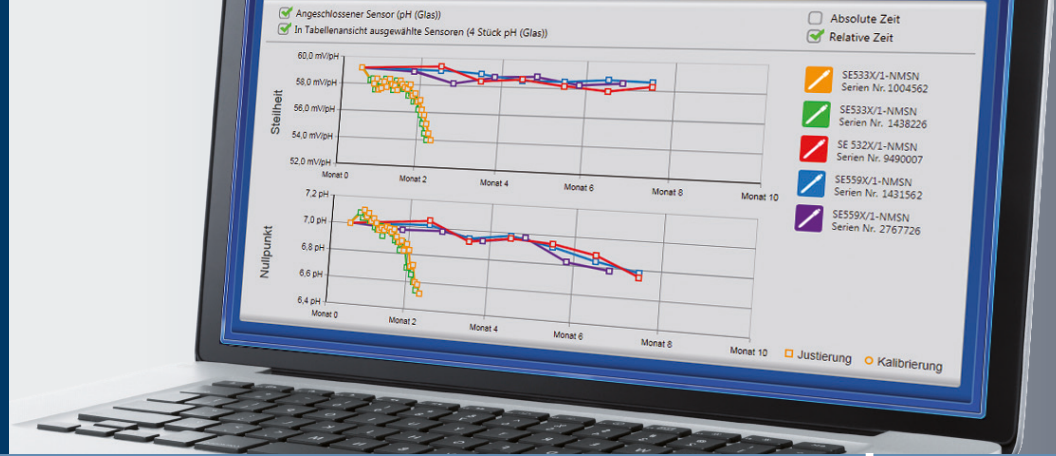 Angeschlossener Sensor (pH (Glas))
In Tabellenansicht ausgewählte Sensoren (4 Stück pH (Glas))
Absolute Zeit
Relative Zeit
Steilheit
60,0 mV/pH
58,0 mV/pH
56,0 mV/pH
54,0 mV/pH
52,0 mV/pH
Monat 0
Monat 2
Monat 4
Monat 6
Monat 8
Monat 10
Nullpunkt
7,2 pH
7,0 pH
6,8 pH
6,6 pH
6,4 pH
Monat 0
Monat 2
Monat 4
Monat 6
Monat 8
Monat 10
SE533X/1-NMSN
Serien Nr. 1004562
SE533X/1-NMSN
Serien Nr. 1438226
SE 532X/1-NMSN
Serien Nr. 9490007
SE559X/1-NMSN
Serien Nr. 1431562
SE559X/1-NMSN
Serien Nr. 2767726
Justierung
Kalibrierung